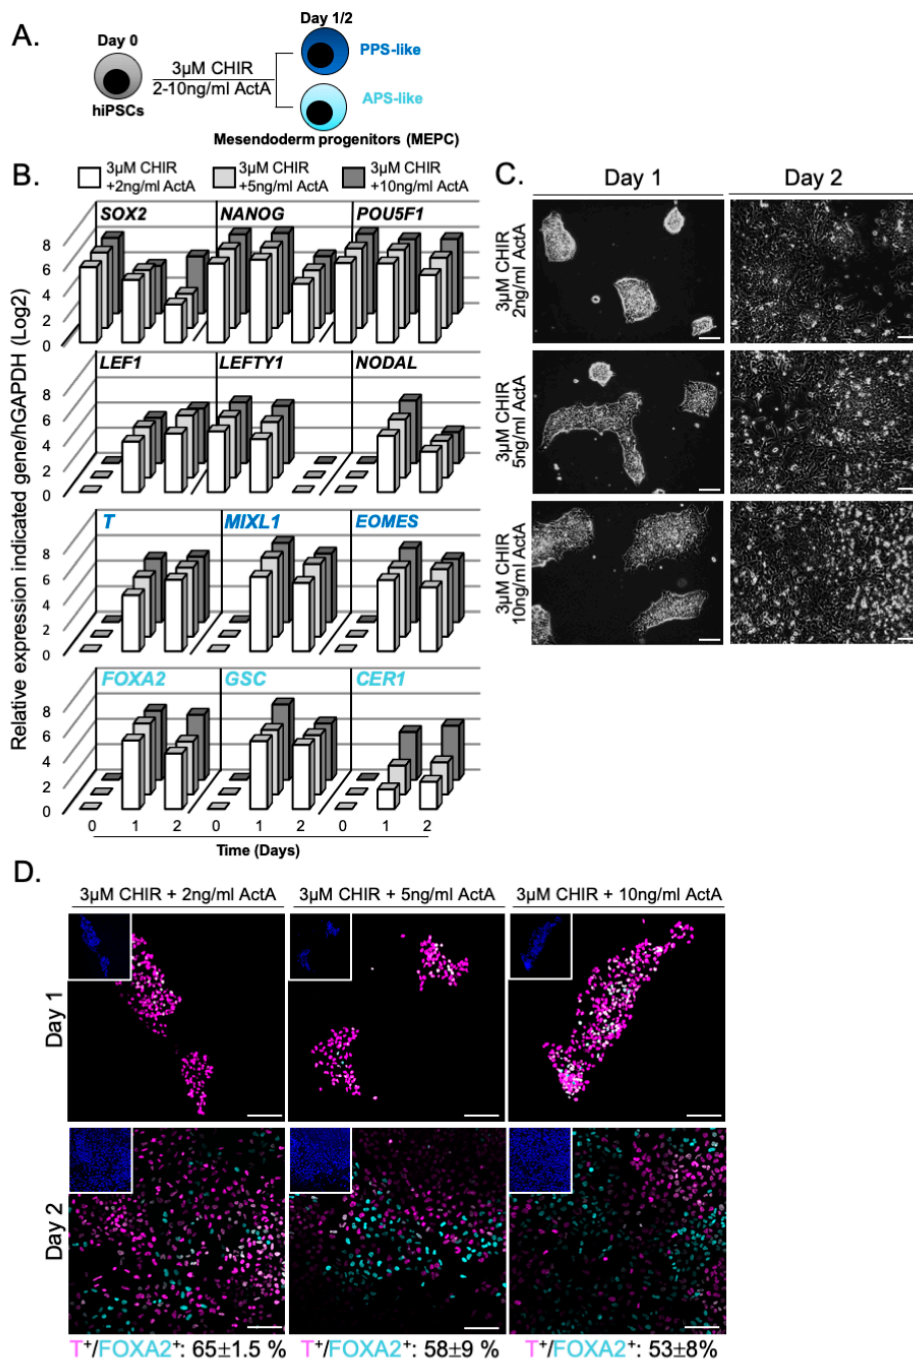 A.
Day 0
hiPSCs
3µM CHIR
2-10ng/ml ActA
Day 1/2
PPS-like
APS-like
Mesendoderm progenitors (MEPC)
B.
3µM CHIR
+2ng/ml ActA
3µM CHIR
+5ng/ml ActA
3µM CHIR
+10ng/ml ActA
Relative expression indicated gene/hGAPDH (Log2)
SOX2 NANOG POU5F1
8
6
4
2
0
LEF1 LEFTY1 NODAL
8
6
4
2
0
T MIXL1 EOMES
8
6
4
2
0
FOXA2 GSC CER1
8
6
4
2
0
0 1 2 0 1 2 0 1 2
Time (Days)
C.
Day 1 Day 2
3µM CHIR
2ng/ml ActA
3µM CHIR
5ng/ml ActA
3µM CHIR
10ng/ml ActA
D.
3µM CHIR + 2ng/ml ActA 3µM CHIR + 5ng/ml ActA 3µM CHIR + 10ng/ml ActA
Day 1
Day 2
T+/FOXA2+: 65±1.5 % T+/FOXA2+: 58±9 % T+/FOXA2+: 53±8%